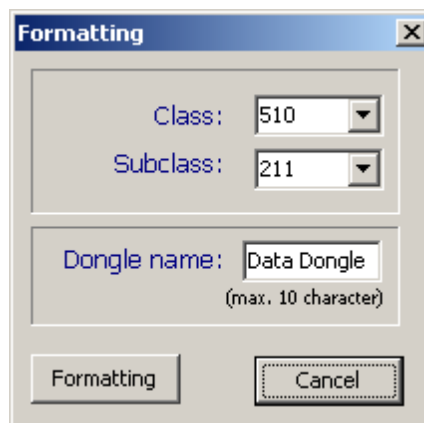 Formatting
Class: 510
Subclass: 211
Dongle name: Data Dongle
(max. 10 character)
Formatting Cancel